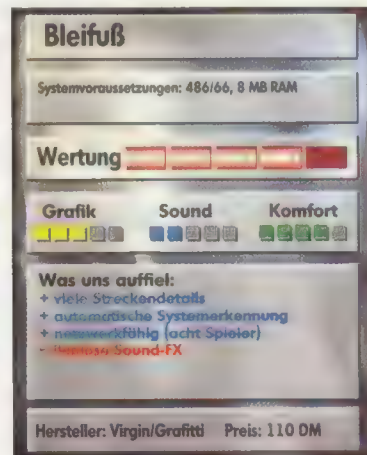 Bleifuß
Systemvoraussetzungen: 486/66, 8 MB RAM
Wertung
Grafik Sound Komfort
Was uns auffiel:
+ viele Streckendetails
+ automatische Systemerkennung
+ netzwerkfähig (acht Spieler)
- Sound-FX
Hersteller: Virgin/Grafitti Preis: 110 DM